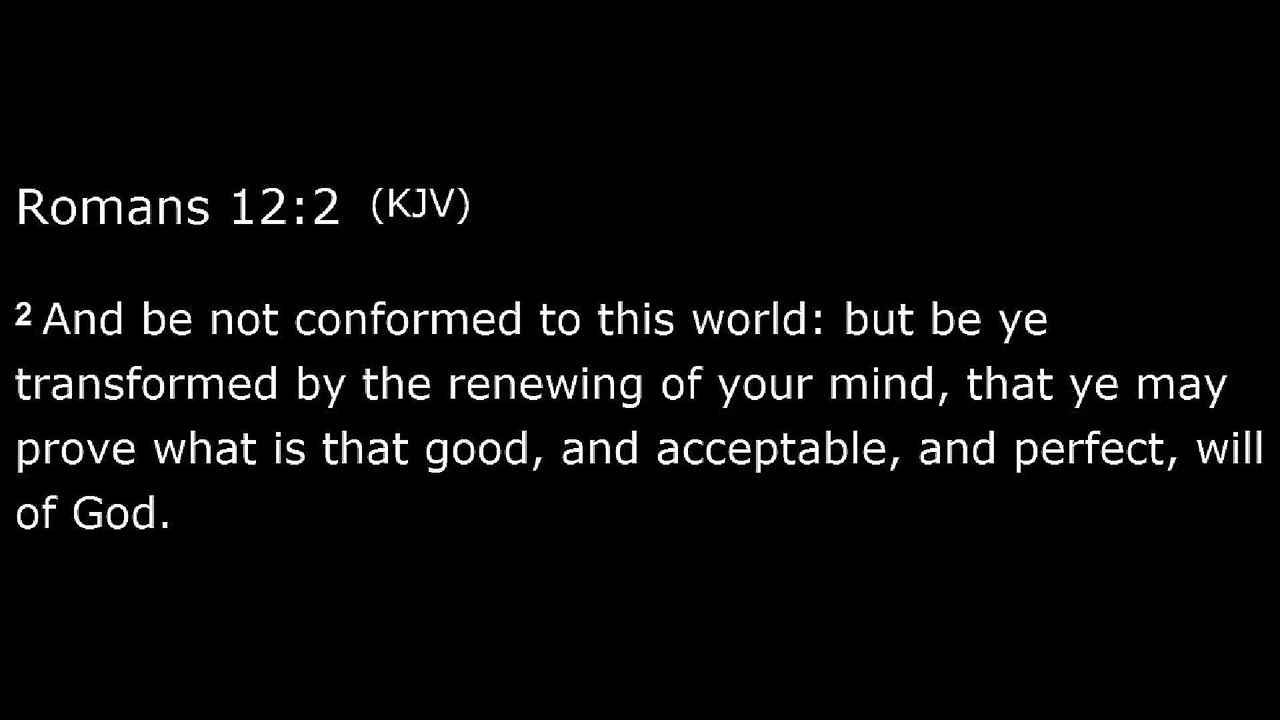 Romans 12:2 (KJV)
2 And be not conformed to this world: but be ye
transformed by the renewing of your mind, that ye may
prove what is that good, and acceptable, and perfect, will
of God.